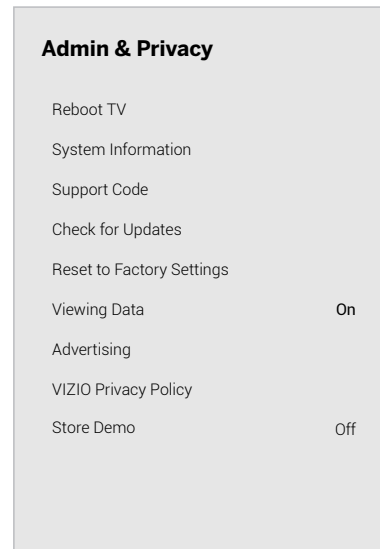 Admin & Privacy
Reboot TV
System Information
Support Code
Check for Updates
Reset to Factory Settings
Viewing Data On
Advertising
VIZIO Privacy Policy
Store Demo Off